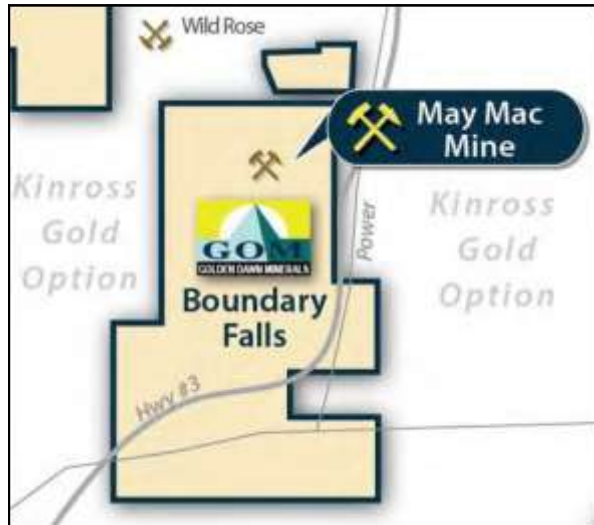 Wild Rose
May Mac
Mine
Kinross
Gold
Option
Power
Kinross
Gold
Option
GOM
GOLDEN DAWN MINERALS
Boundary
Falls
Hwy #3